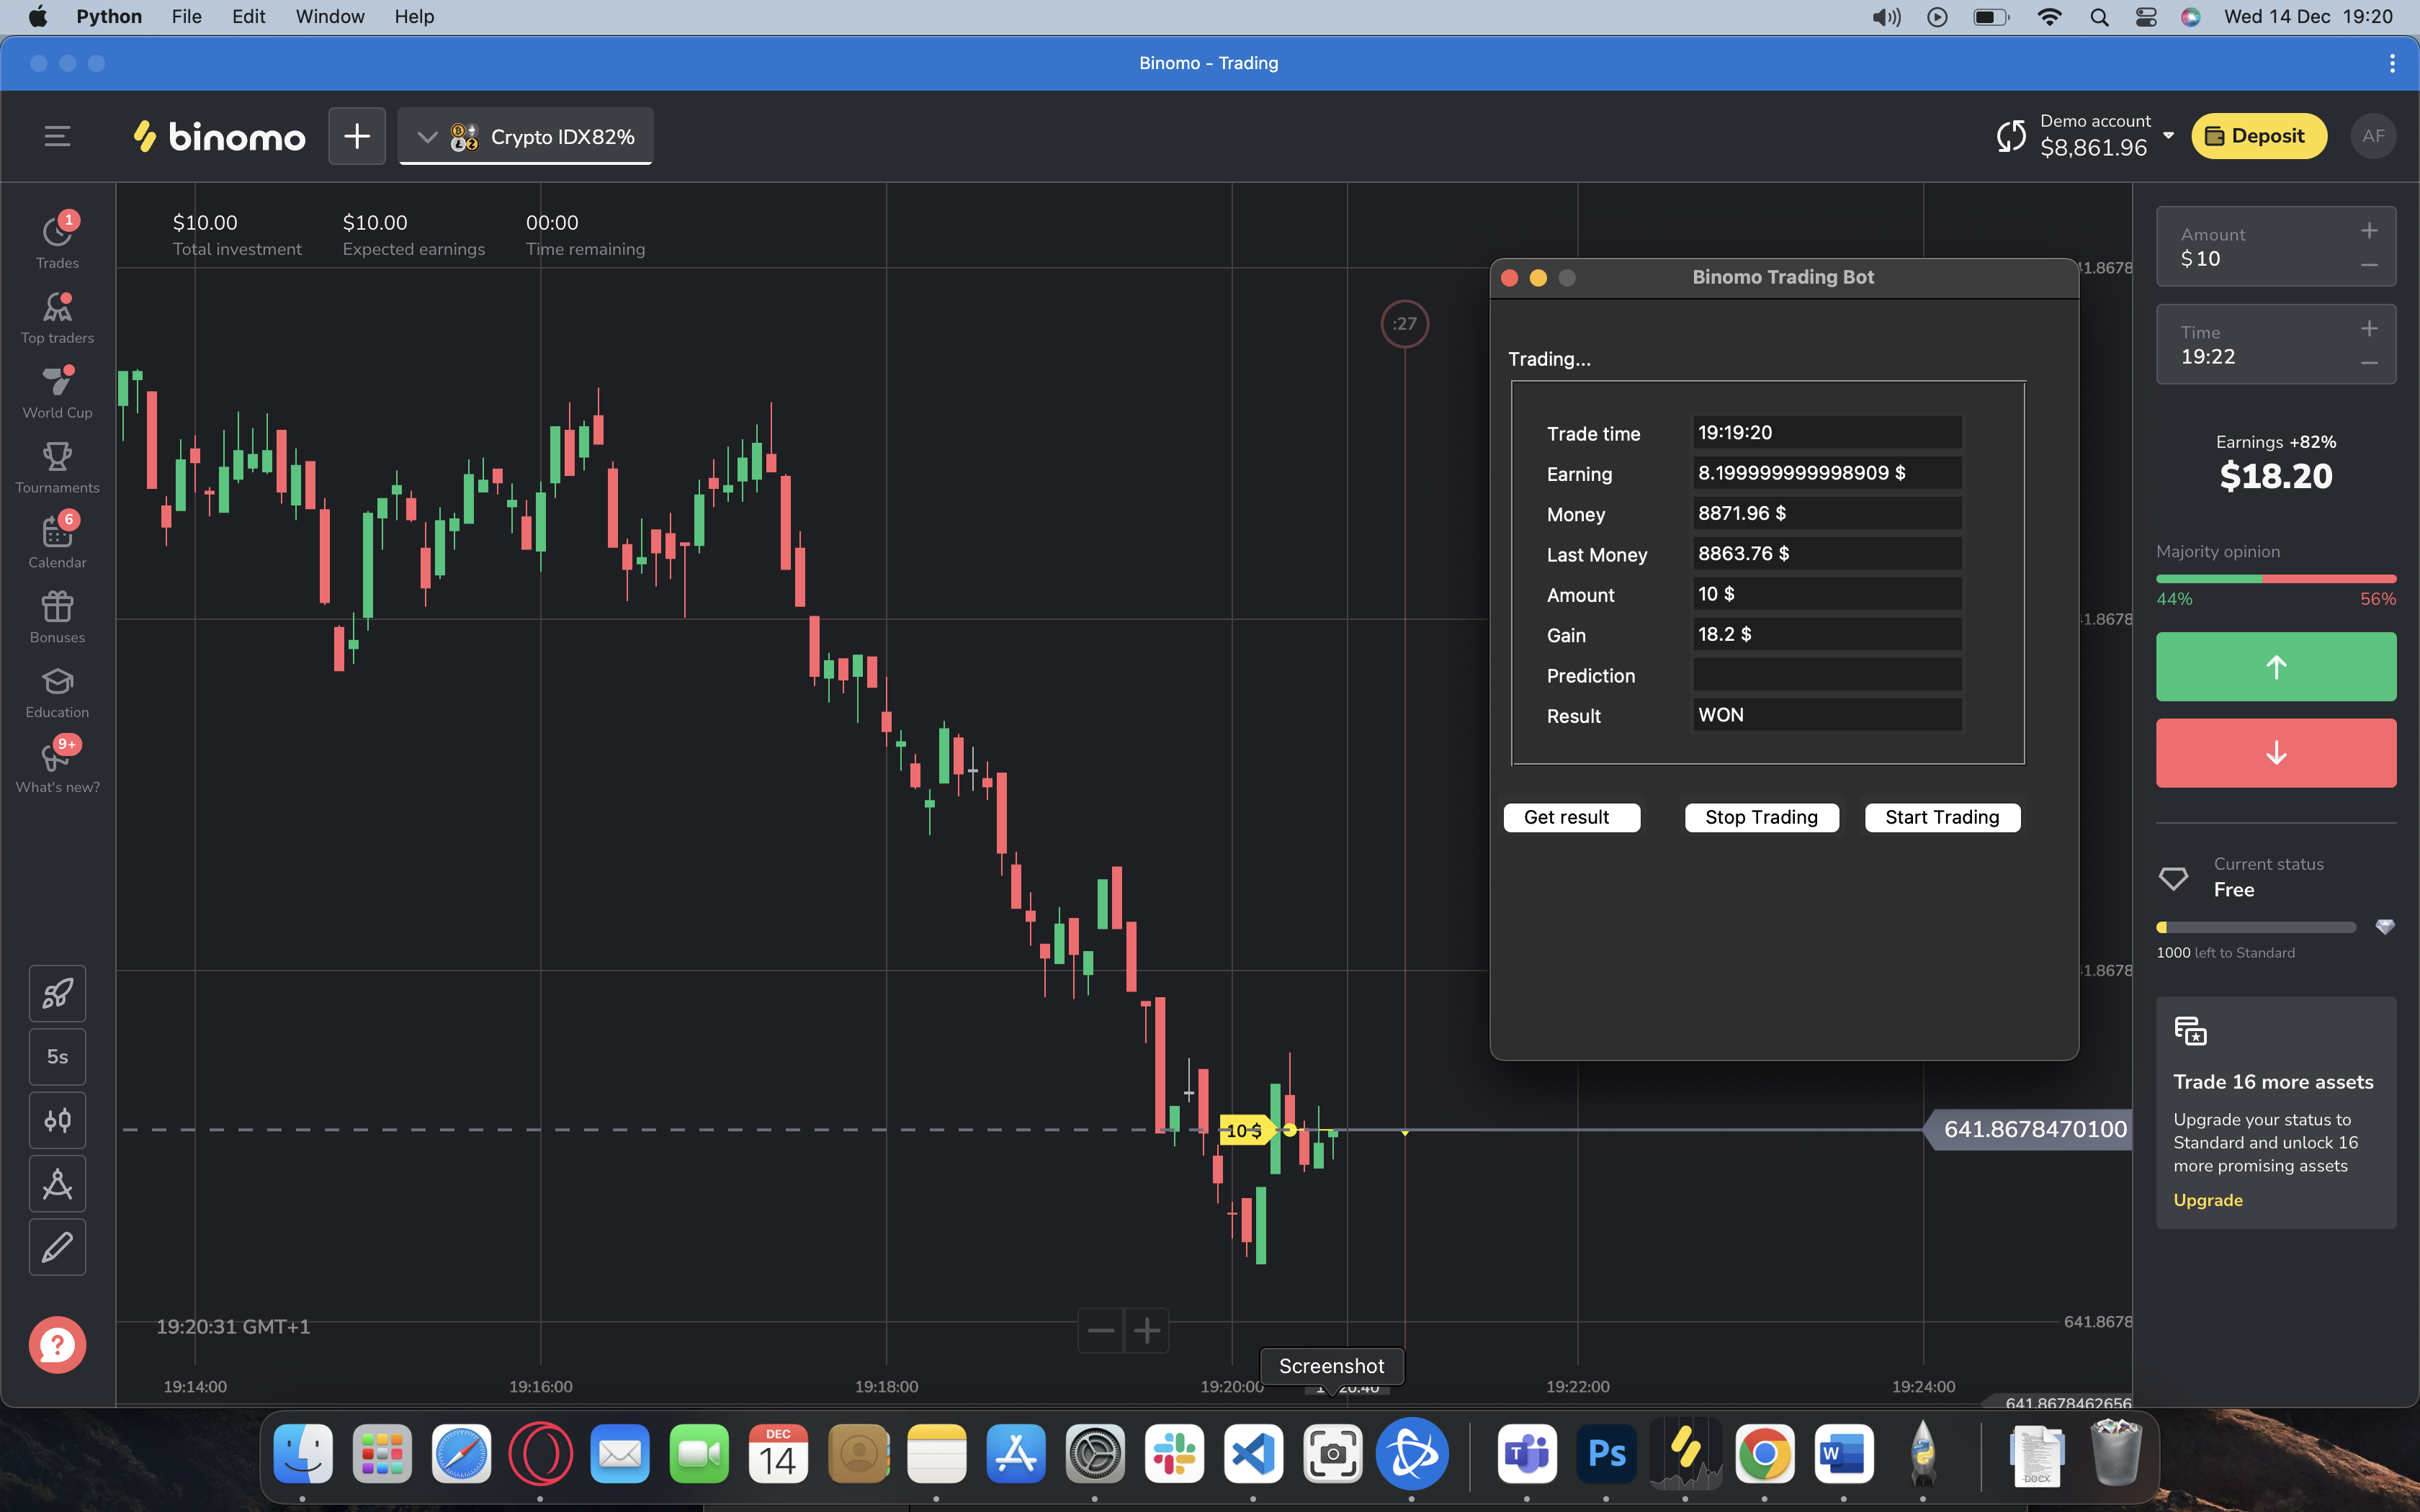 Python File Edit Window Help
Wed 14 Dec 19:20
Binomo - Trading
binomo
Crypto IDX82%
Demo account
$8,861.96
Deposit
AF
1
Trades
Top traders
World Cup
Tournaments
6
Calendar
Bonuses
Education
9+
What's new?
5s
$10.00
Total investment
$10.00
Expected earnings
00:00
Time remaining
:27
41.8678
41.8678
41.8678
10 $
641.8678470100
641.8678
19:20:31 GMT+1
19:14:00
19:16:00
19:18:00
19:20:00
19:22:00
19:24:00
641.8678462656
Screenshot
Binomo Trading Bot
Trading...
Trade time 19:19:20
Earning 8.199999999998909 $
Money 8871.96 $
Last Money 8863.76 $
Amount 10 $
Gain 18.2 $
Prediction
Result WON
Get result Stop Trading Start Trading
Amount
$10
Time
19:22
Earnings +82%
$18.20
Majority opinion
44% 56%
Current status
Free
1000 left to Standard
Trade 16 more assets
Upgrade your status to
Standard and unlock 16
more promising assets
Upgrade
DEC
14
T
Ps
W
DOCX